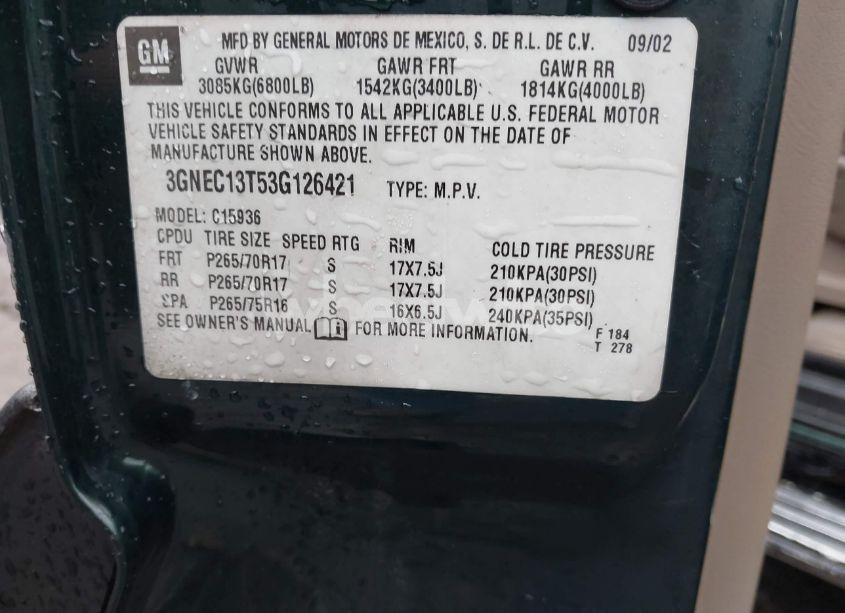 GM
MFD BY GENERAL MOTORS DE MEXICO, S. DE R.L. DE C.V. 09/02
GVWR GAWR FRT GAWR RR
3085KG(6800LB) 1542KG(3400LB) 1814KG(4000LB)
THIS VEHICLE CONFORMS TO ALL APPLICABLE U.S. FEDERAL MOTOR
VEHICLE SAFETY STANDARDS IN EFFECT ON THE DATE OF
MANUFACTURE SHOWN ABOVE.
3GNEC13T53G126421 TYPE: M.P.V.
MODEL: C15936
CPDU TIRE SIZE SPEED RTG RIM COLD TIRE PRESSURE
FRT P265/70R17 S 17X7.5J 210KPA(30PSI)
RR P265/70R17 S 17X7.5J 210KPA(30PSI)
SPA P265/75R16 S 16X6.5J 240KPA(35PSI)
SEE OWNER'S MANUAL FOR MORE INFORMATION.
F 184
T 278